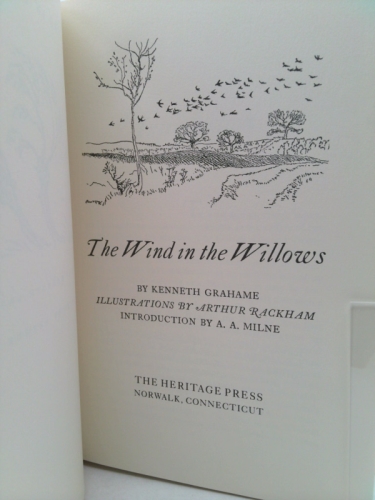 The Wind in the Willows
BY KENNETH GRAHAME
ILLUSTRATIONS BY ARTHUR RACKHAM
INTRODUCTION BY A. A. MILNE
THE HERITAGE PRESS
NORWALK, CONNECTICUT